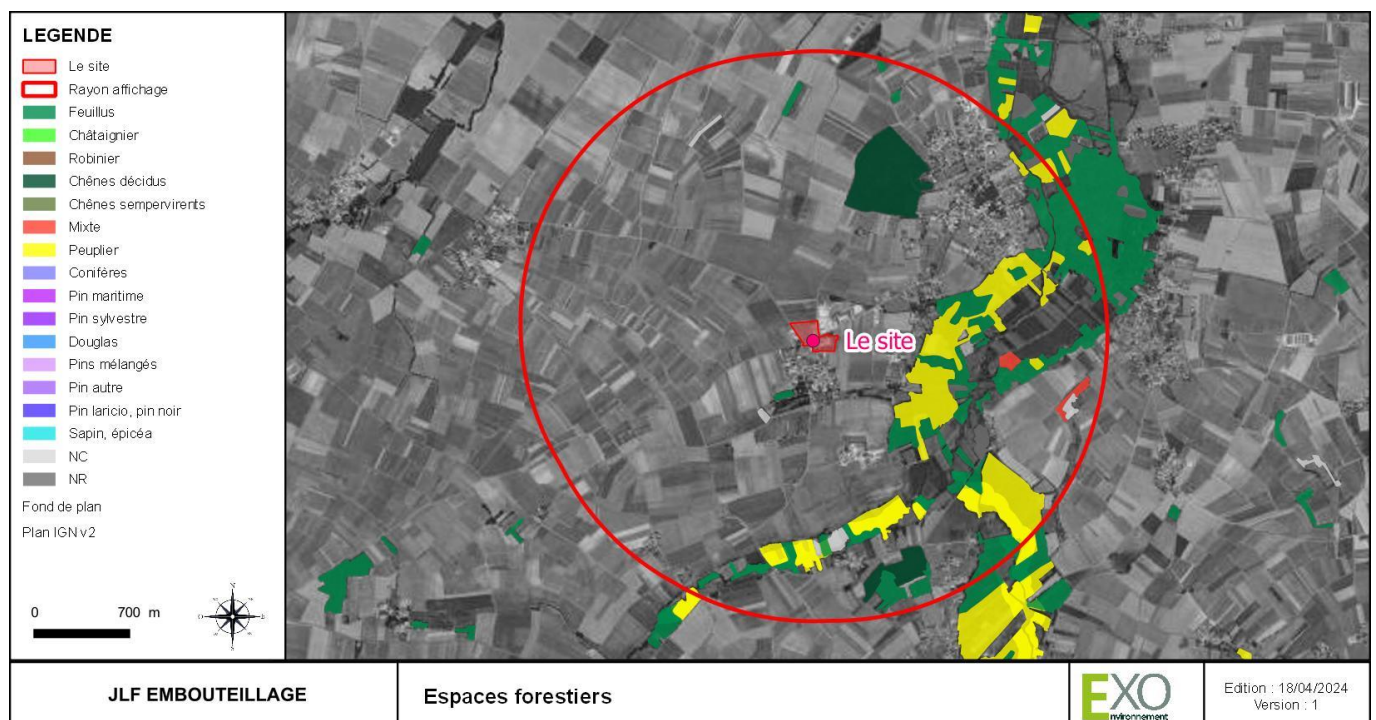 LEGENDE
Le site
Rayon affichage
Feuillus
Châtaignier
Robinier
Chênes décidus
Chênes sempervirents
Mixte
Peuplier
Conifères
Pin maritime
Pin sylvestre
Douglas
Pins mélangés
Pin autre
Pin laricio, pin noir
Sapin, épicéa
NC
NR
Fond de plan
Plan IGN v2
0 700 m
Le site
JLF EMBOUTEILLAGE
Espaces forestiers
EXO
nvironnement
Edition : 18/04/2024
Version : 1